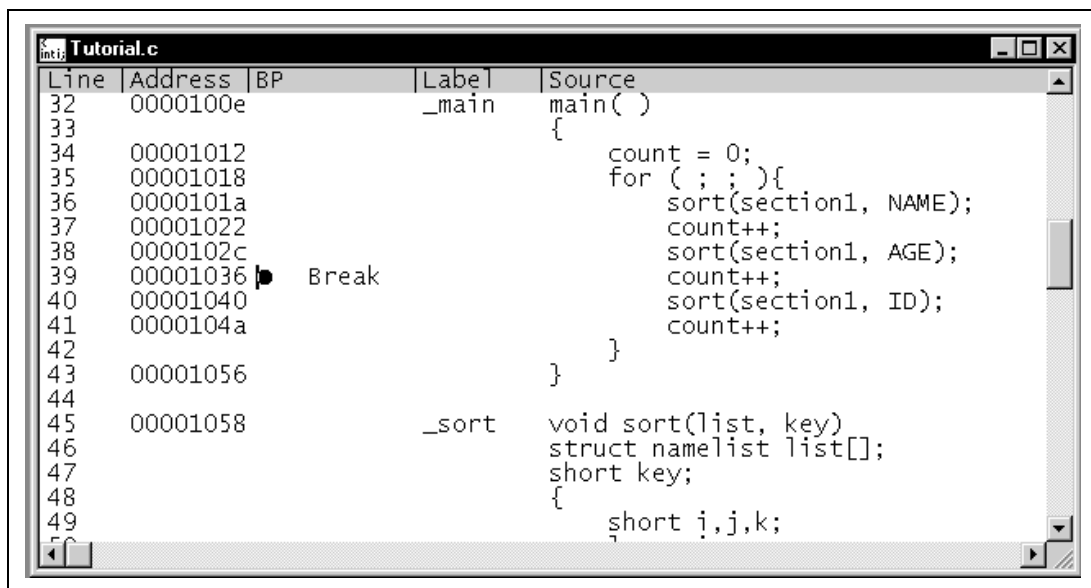 Tutorial.c
Line |Address |BP |Label |Source
32 0000100e _main main( )
33 {
34 00001012 count = 0;
35 00001018 for ( ; ; ){
36 0000101a sort(section1, NAME);
37 00001022 count++;
38 0000102c sort(section1, AGE);
39 00001036 Break count++;
40 00001040 sort(section1, ID);
41 0000104a count++;
42 }
43 00001056 }
44
45 00001058 _sort void sort(list, key)
46 struct namelist list[];
47 short key;
48 {
49 short i,j,k;